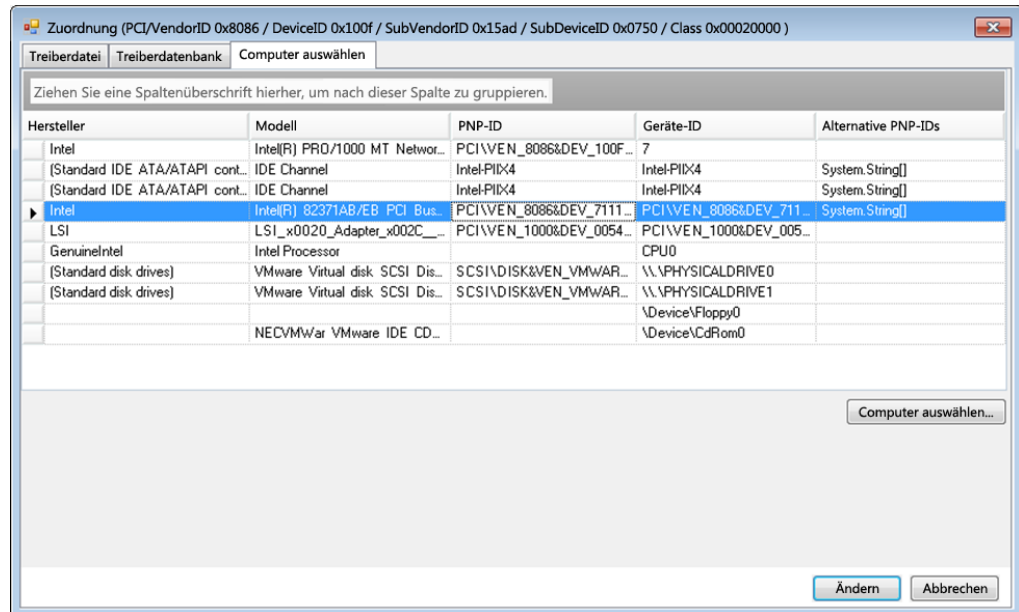 Zuordnung (PCI/VendorID 0x8086 / DeviceID 0x100f / SubVendorID 0x15ad / SubDeviceID 0x0750 / Class 0x00020000 )
Treiberdatei Treiberdatenbank Computer auswählen
Ziehen Sie eine Spaltenüberschrift hierher, um nach dieser Spalte zu gruppieren.
Hersteller Modell PNP-ID Geräte-ID Alternative PNP-IDs
Intel Intel(R) PRO/1000 MT Networ... PCI\VEN_8086&DEV_100F... 7
(Standard IDE ATA/ATAPI cont... IDE Channel Intel-PIIX4 Intel-PIIX4 System.String[]
(Standard IDE ATA/ATAPI cont... IDE Channel Intel-PIIX4 Intel-PIIX4 System.String[]
Intel Intel(R) 82371AB/EB PCI Bus... PCI\VEN_8086&DEV_7111... PCI\VEN_8086&DEV_711... System.String[]
LSI LSI_x0020_Adapter_x002C__... PCI\VEN_1000&DEV_0054... PCI\VEN_1000&DEV_005...
GenuineIntel Intel Processor CPU0
(Standard disk drives) VMware Virtual disk SCSI Dis... SCSI\DISK&VEN_VMWAR... \\.\PHYSICALDRIVE0
(Standard disk drives) VMware Virtual disk SCSI Dis... SCSI\DISK&VEN_VMWAR... \\.\PHYSICALDRIVE1
\Device\Floppy0
NECVMWar VMware IDE CD... \Device\CdRom0
Computer auswählen...
Ändern Abbrechen